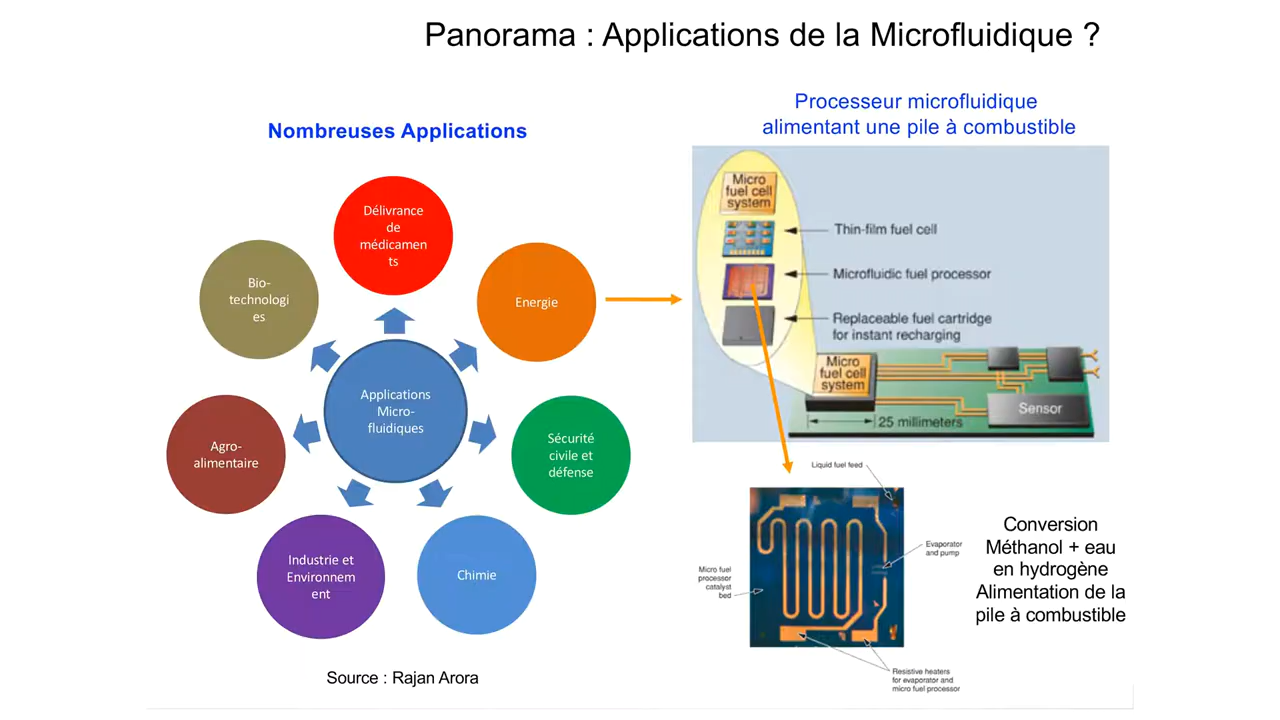 Panorama : Applications de la Microfluidique ?
Nombreuses Applications
Délivrance
de
médicamen
ts
Bio-
technologi
es
Energie
Applications
Micro-
fluidiques
Agro-
alimentaire
Sécurité
civile et
défense
Industrie et
Environnem
ent
Chimie
Source : Rajan Arora
Processeur microfluidique
alimentant une pile à combustible
Micro
fuel cell
system
Thin-film fuel cell
Microfluidic fuel processor
Replaceable fuel cartridge
for instant recharging
Micro
fuel cell
system
Sensor
25 millimeters
Liquid fuel feed
Evaporator
and pump
Micro fuel
processor
catalyst
bed
Resistive heaters
for evaporator and
micro fuel processor
Conversion
Méthanol + eau
en hydrogène
Alimentation de la
pile à combustible